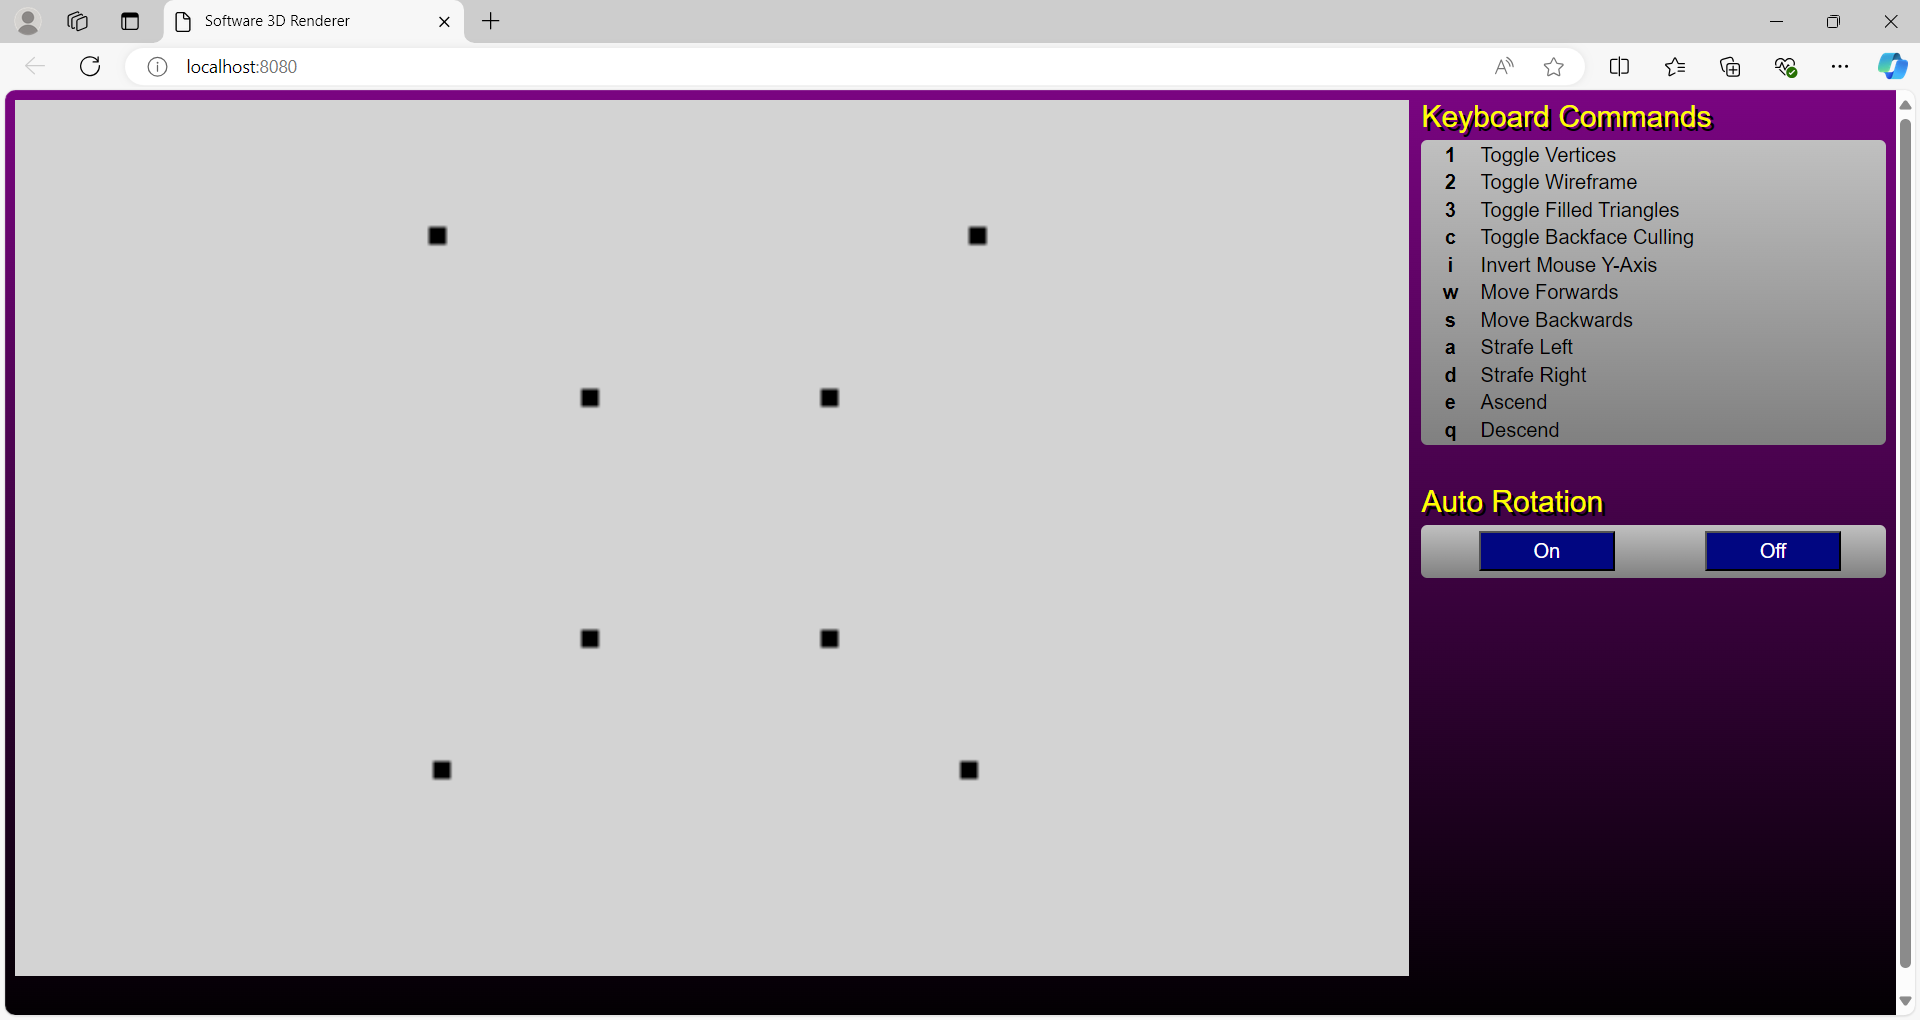 Software 3D Renderer
localhost:8080
Keyboard Commands
1 Toggle Vertices
2 Toggle Wireframe
3 Toggle Filled Triangles
c Toggle Backface Culling
i Invert Mouse Y-Axis
w Move Forwards
s Move Backwards
a Strafe Left
d Strafe Right
e Ascend
q Descend
Auto Rotation
On Off